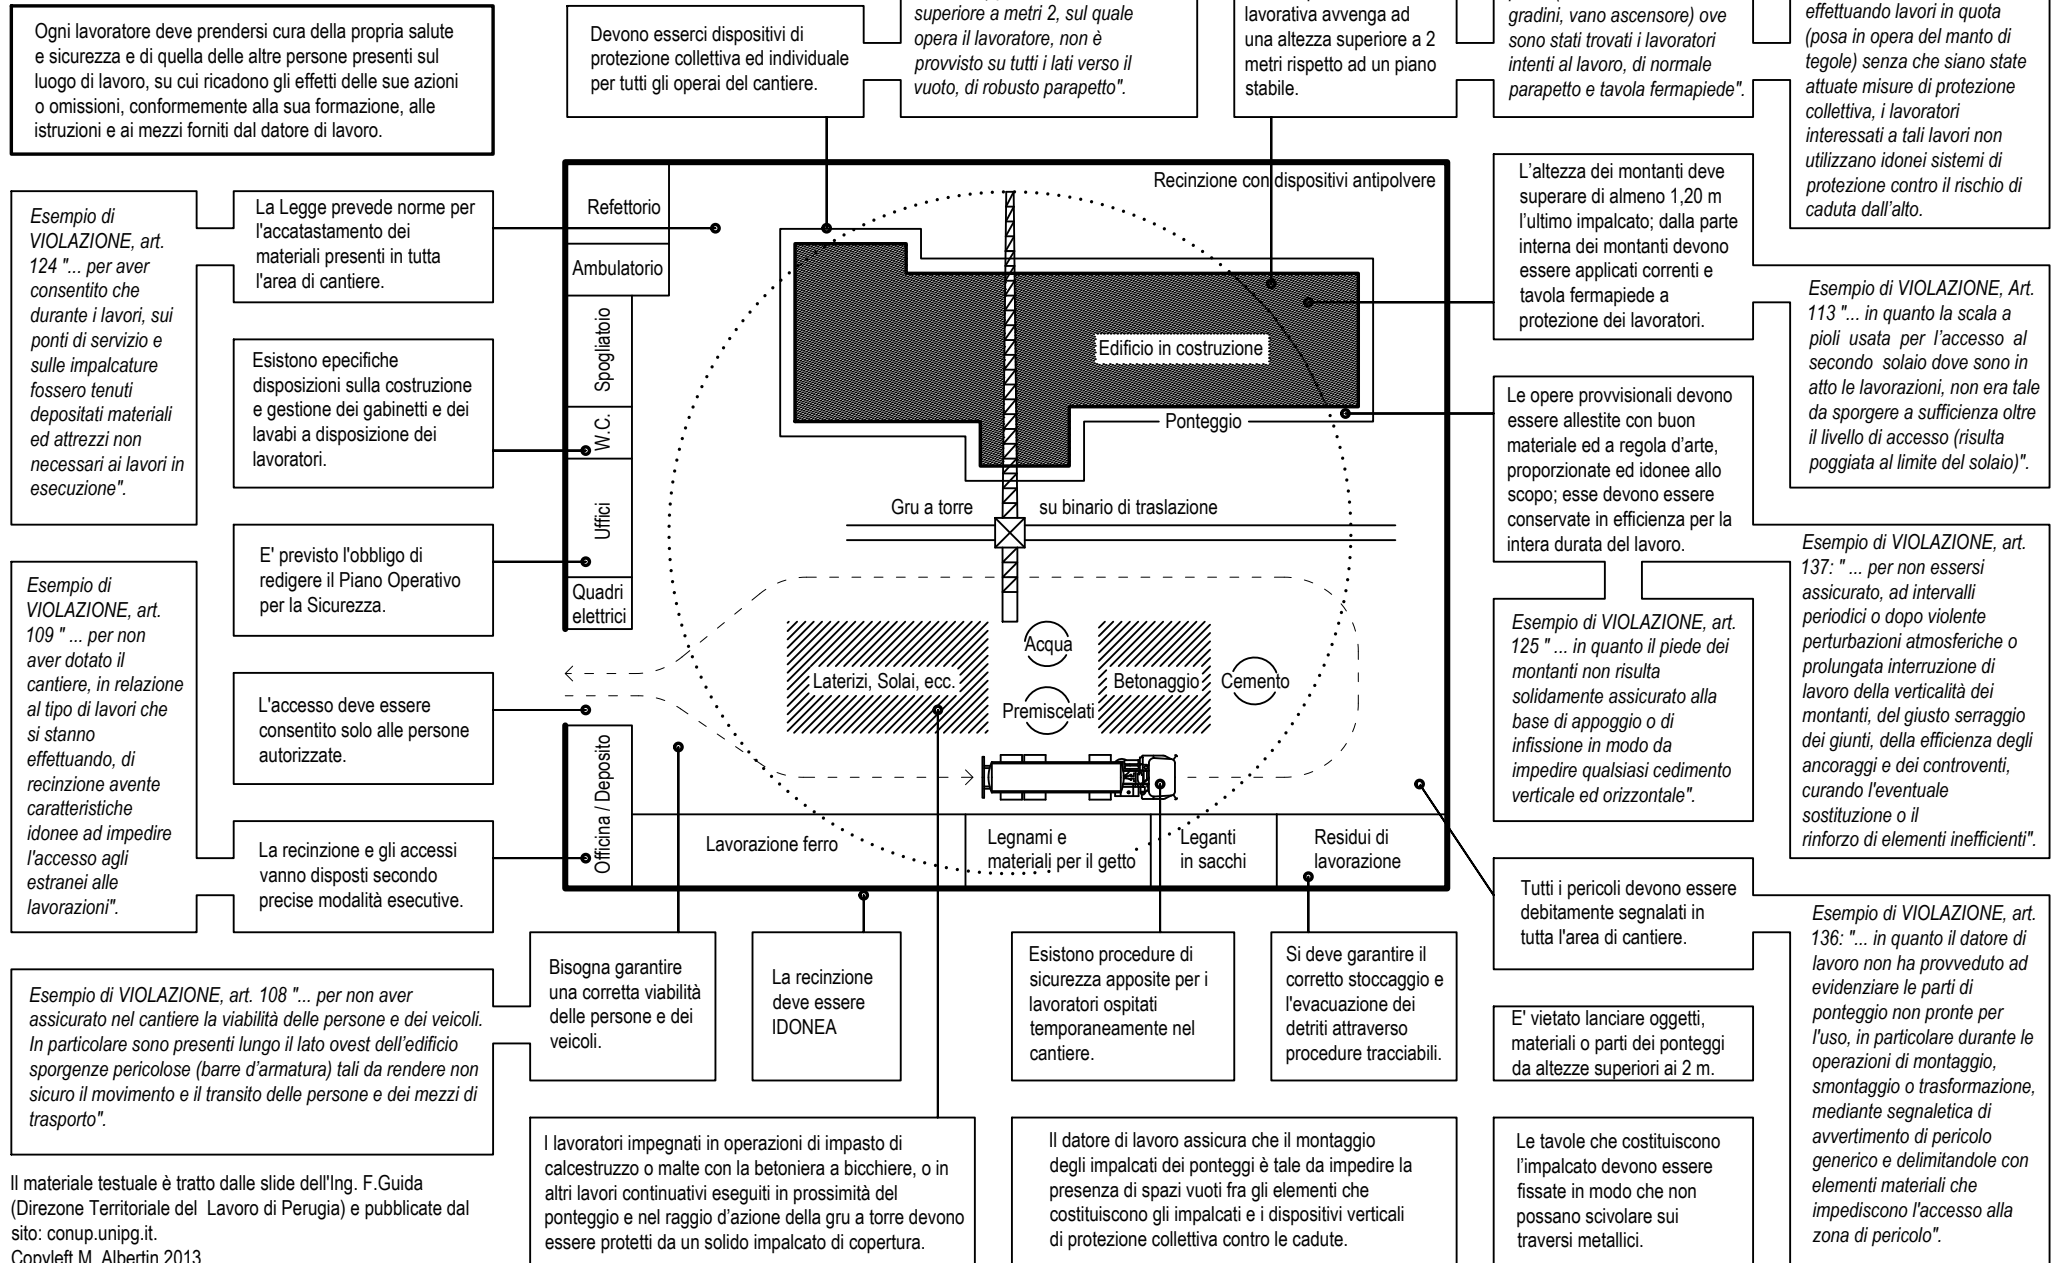 Ogni lavoratore deve prendersi cura della propria salute
e sicurezza e di quella delle altre persone presenti sul
luogo di lavoro, su cui ricadono gli effetti delle sue azioni
o omissioni, conformemente alla sua formazione, alle
istruzioni e ai mezzi forniti dal datore di lavoro.
Devono esserci dispositivi di
protezione collettiva ed individuale
per tutti gli operai del cantiere.
superiore a metri 2, sul quale
opera il lavoratore, non è
provvisto su tutti i lati verso il
vuoto, di robusto parapetto".
lavorativa avvenga ad
una altezza superiore a 2
metri rispetto ad un piano
stabile.
gradini, vano ascensore) ove
sono stati trovati i lavoratori
intenti al lavoro, di normale
parapetto e tavola fermapiede".
effettuando lavori in quota
(posa in opera del manto di
tegole) senza che siano state
attuate misure di protezione
collettiva, i lavoratori
interessati a tali lavori non
utilizzano idonei sistemi di
protezione contro il rischio di
caduta dall'alto.
Esempio di
VIOLAZIONE, art.
124 "... per aver
consentito che
durante i lavori, sui
ponti di servizio e
sulle impalcature
fossero tenuti
depositati materiali
ed attrezzi non
necessari ai lavori in
esecuzione".
La Legge prevede norme per
l'accatastamento dei
materiali presenti in tutta
l'area di cantiere.
Esistono epecifiche
disposizioni sulla costruzione
e gestione dei gabinetti e dei
lavabi a disposizione dei
lavoratori.
E' previsto l'obbligo di
redigere il Piano Operativo
per la Sicurezza.
Esempio di
VIOLAZIONE, art.
109 " ... per non
aver dotato il
cantiere, in relazione
al tipo di lavori che
si stanno
effettuando, di
recinzione avente
caratteristiche
idonee ad impedire
l'accesso agli
estranei alle
lavorazioni".
L'accesso deve essere
consentito solo alle persone
autorizzate.
La recinzione e gli accessi
vanno disposti secondo
precise modalità esecutive.
Recinzione con dispositivi antipolvere
Refettorio
Ambulatorio
Spogliatoio
W.C.
Uffici
Quadri
elettrici
Edificio in costruzione
Ponteggio
Gru a torre
su binario di traslazione
Acqua
Laterizi, Solai, ecc.
Betonaggio
Cemento
Premiscelati
Officina / Deposito
Lavorazione ferro
Legnami e
materiali per il getto
Leganti
in sacchi
Residui di
lavorazione
L'altezza dei montanti deve
superare di almeno 1,20 m
l'ultimo impalcato; dalla parte
interna dei montanti devono
essere applicati correnti e
tavola fermapiede a
protezione dei lavoratori.
Esempio di VIOLAZIONE, Art.
113 "... in quanto la scala a
pioli usata per l'accesso al
secondo solaio dove sono in
atto le lavorazioni, non era tale
da sporgere a sufficienza oltre
il livello di accesso (risulta
poggiata al limite del solaio)".
Le opere provvisionali devono
essere allestite con buon
materiale ed a regola d'arte,
proporzionate ed idonee allo
scopo; esse devono essere
conservate in efficienza per la
intera durata del lavoro.
Esempio di VIOLAZIONE, art.
137: " ... per non essersi
assicurato, ad intervalli
periodici o dopo violente
perturbazioni atmosferiche o
prolungata interruzione di
lavoro della verticalità dei
montanti, del giusto serraggio
dei giunti, della efficienza degli
ancoraggi e dei controventi,
curando l'eventuale
sostituzione o il
rinforzo di elementi inefficienti".
Esempio di VIOLAZIONE, art.
125 " ... in quanto il piede dei
montanti non risulta
solidamente assicurato alla
base di appoggio o di
infissione in modo da
impedire qualsiasi cedimento
verticale ed orizzontale".
Tutti i pericoli devono essere
debitamente segnalati in
tutta l'area di cantiere.
Esempio di VIOLAZIONE, art.
136: "... in quanto il datore di
lavoro non ha provveduto ad
evidenziare le parti di
ponteggio non pronte per
l'uso, in particolare durante le
operazioni di montaggio,
smontaggio o trasformazione,
mediante segnaletica di
avvertimento di pericolo
generico e delimitandole con
elementi materiali che
impediscono l'accesso alla
zona di pericolo".
Esempio di VIOLAZIONE, art. 108 "... per non aver
assicurato nel cantiere la viabilità delle persone e dei veicoli.
In particolare sono presenti lungo il lato ovest dell'edificio
sporgenze pericolose (barre d'armatura) tali da rendere non
sicuro il movimento e il transito delle persone e dei mezzi di
trasporto".
Bisogna garantire
una corretta viabilità
delle persone e dei
veicoli.
La recinzione
deve essere
IDONEA
Esistono procedure di
sicurezza apposite per i
lavoratori ospitati
temporaneamente nel
cantiere.
Si deve garantire il
corretto stoccaggio e
l'evacuazione dei
detriti attraverso
procedure tracciabili.
E' vietato lanciare oggetti,
materiali o parti dei ponteggi
da altezze superiori ai 2 m.
I lavoratori impegnati in operazioni di impasto di
calcestruzzo o malte con la betoniera a bicchiere, o in
altri lavori continuativi eseguiti in prossimità del
ponteggio e nel raggio d'azione della gru a torre devono
essere protetti da un solido impalcato di copertura.
Il datore di lavoro assicura che il montaggio
degli impalcati dei ponteggi è tale da impedire la
presenza di spazi vuoti fra gli elementi che
costituiscono gli impalcati e i dispositivi verticali
di protezione collettiva contro le cadute.
Le tavole che costituiscono
l'impalcato devono essere
fissate in modo che non
possano scivolare sui
traversi metallici.
Il materiale testuale è tratto dalle slide dell'Ing. F.Guida
(Direzone Territoriale del Lavoro di Perugia) e pubblicate dal
sito: conup.unipg.it.
Copyleft M. Albertin 2013